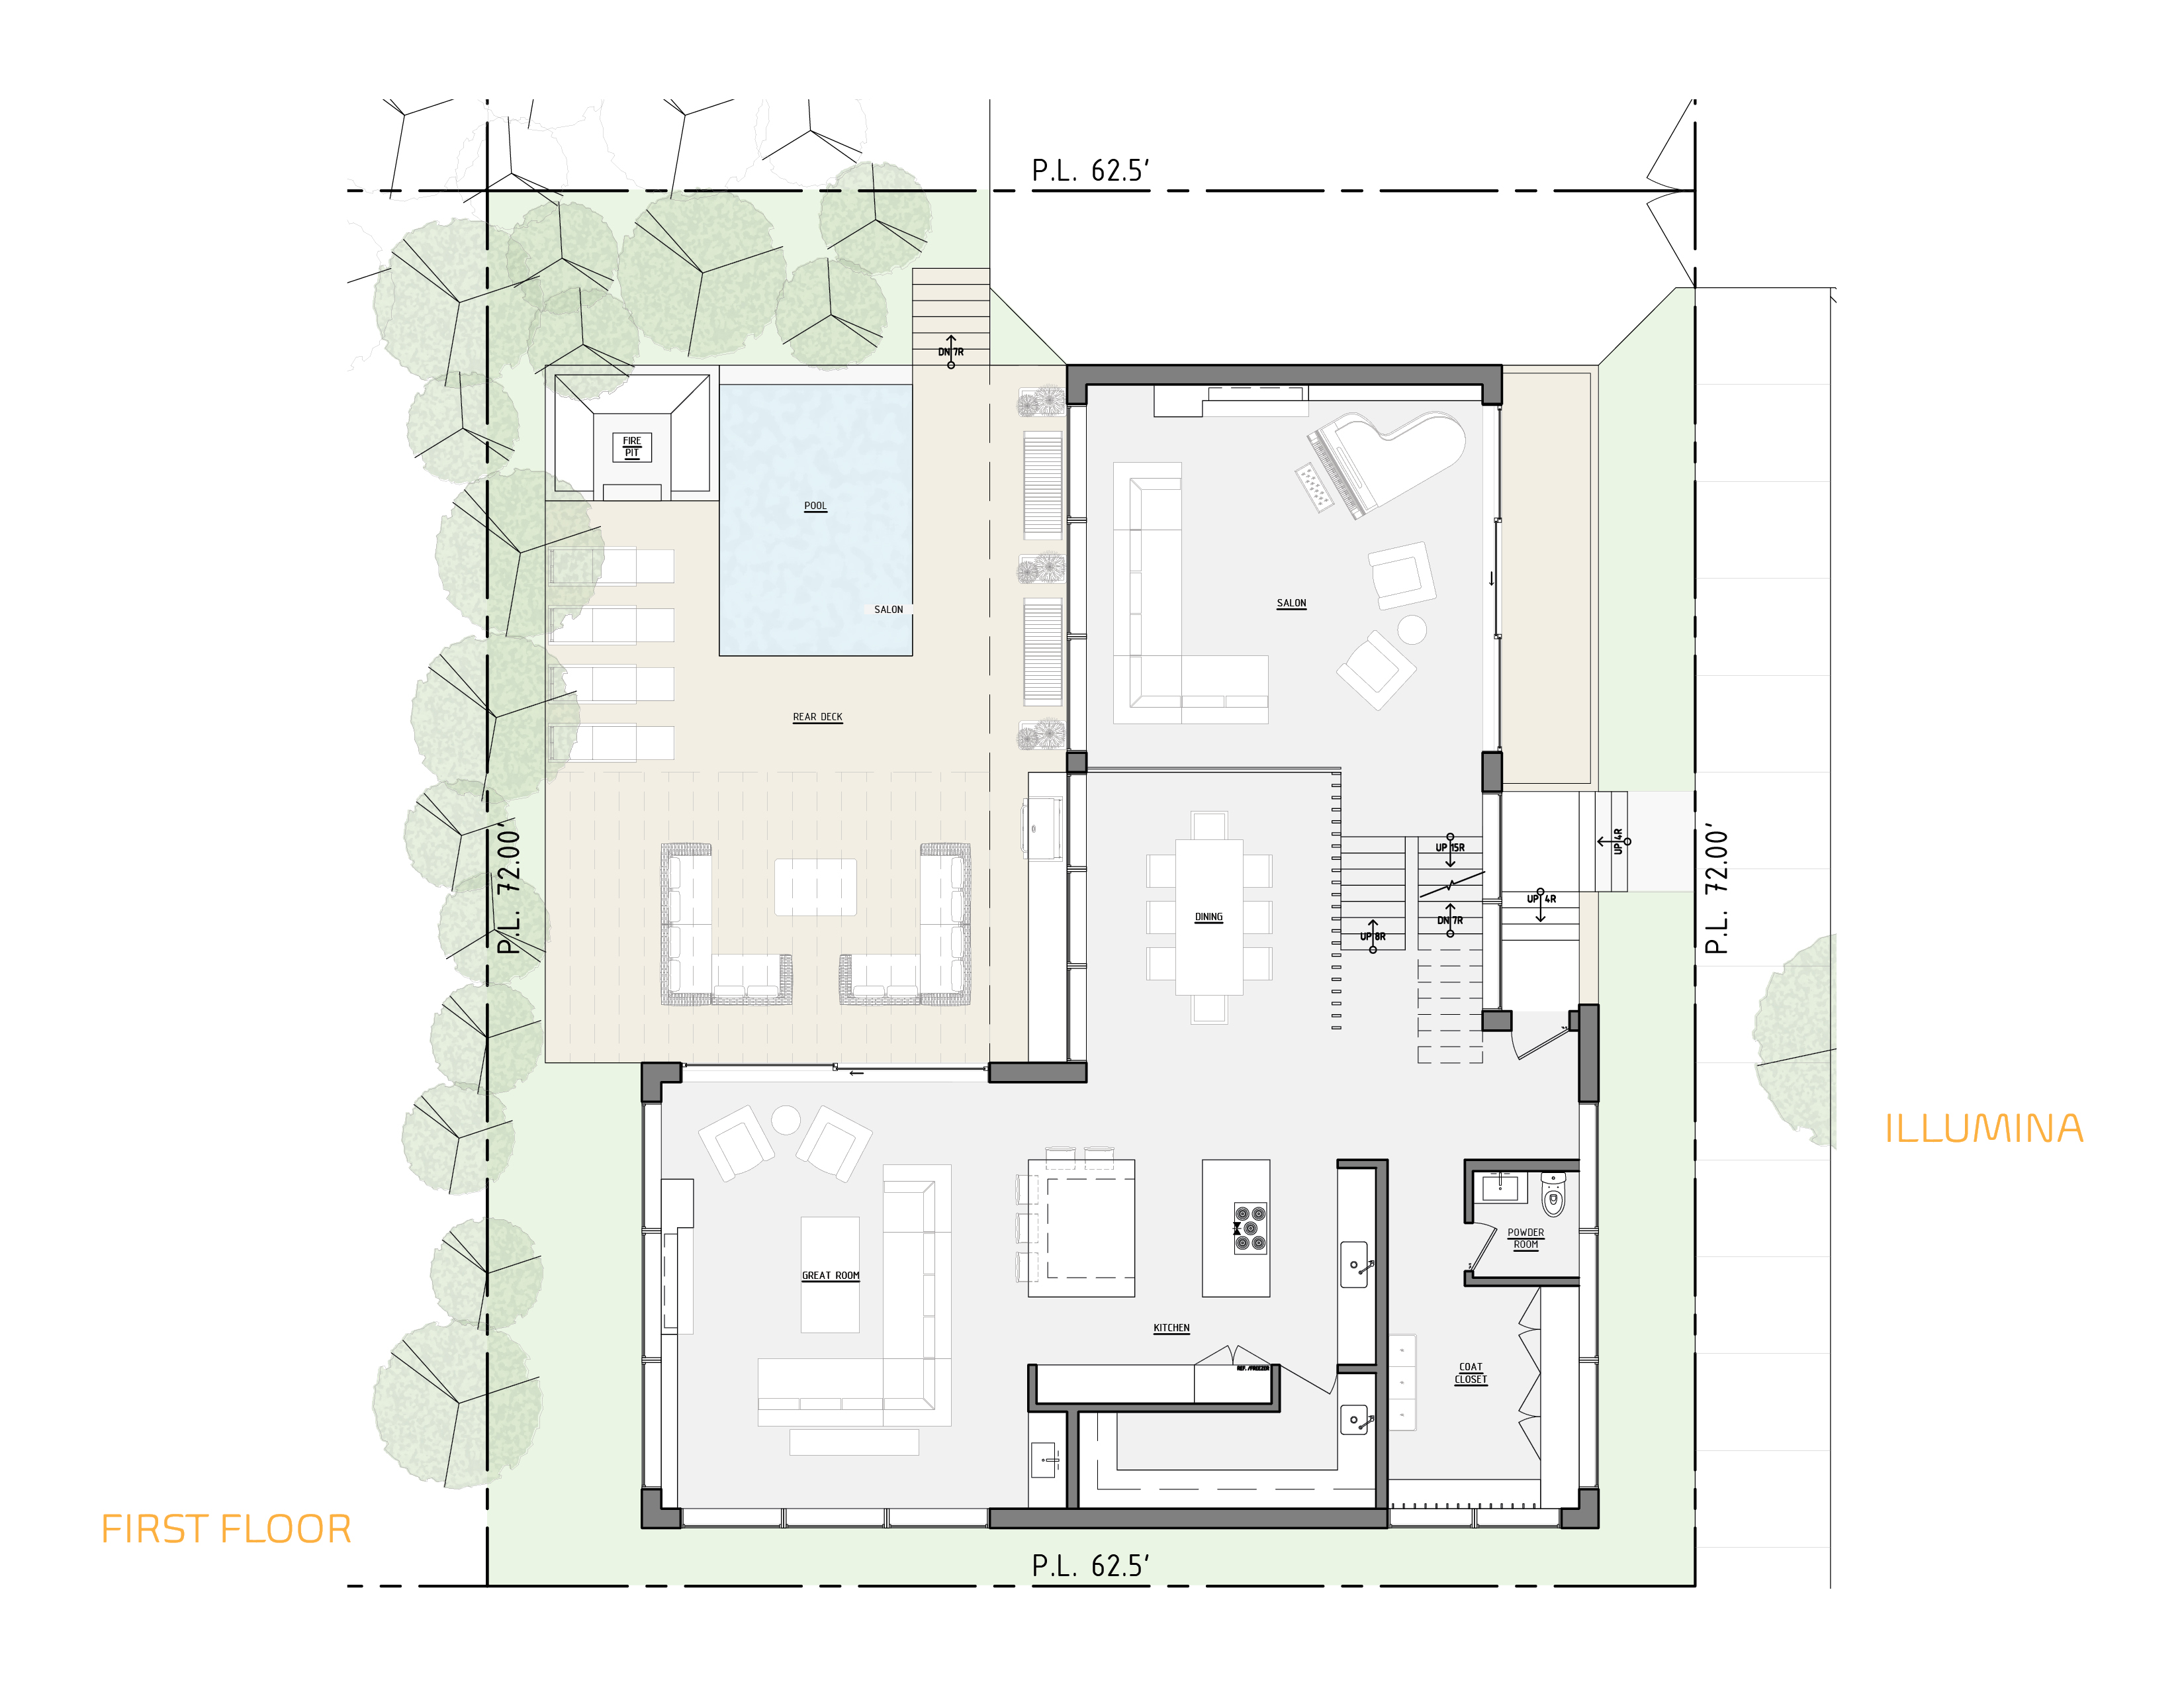 P.L. 62.5'
DN 7R
FIRE
PIT
POOL
SALON
SALON
REAR DECK
P.L. 72.00'
P.L. 72.00'
UP 15R
UP 4R
UP 4R
DINING
DN 7R
UP 8R
POWDER
ROOM
GREAT ROOM
KITCHEN
REF. /FREEZER
COAT
CLOSET
ILLUMINA
FIRST FLOOR
P.L. 62.5'